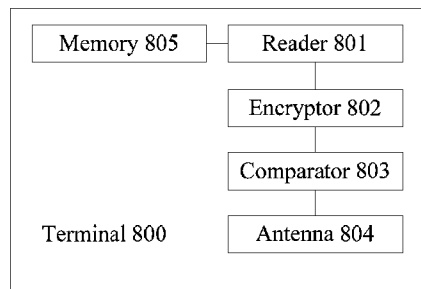 Memory 805
Reader 801
Encryptor 802
Comparator 803
Terminal 800
Antenna 804